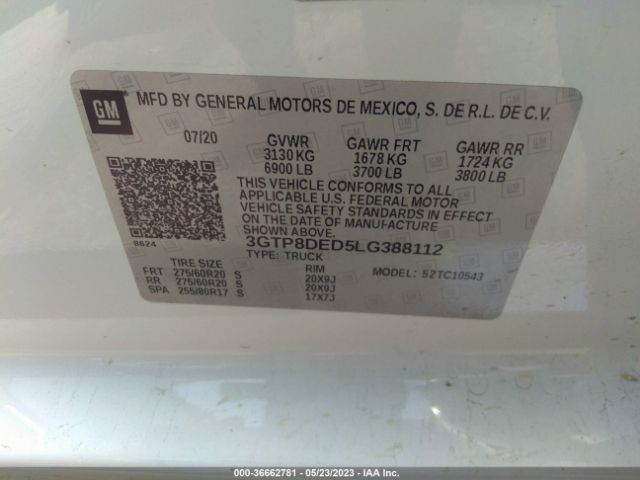 GM
MFD BY GENERAL MOTORS DE MEXICO, S. DE R.L. DE C.V.
07/20 GVWR GAWR FRT GAWR RR
3130 KG 1678 KG 1724 KG
6900 LB 3700 LB 3800 LB
THIS VEHICLE CONFORMS TO ALL
APPLICABLE U.S. FEDERAL MOTOR
VEHICLE SAFETY STANDARDS IN EFFECT
ON THE DATE OF MANUFACTURE
SHOWN ABOVE.
8624
3GTP8DED5LG388112
TYPE: TRUCK
TIRE SIZE RIM MODEL: 52TC10543
FRT 275/60R20 S 20X9J
RR 275/60R20 S 20X9J
SPA 255/80R17 S 17X7J
000-36662781 - 05/23/2023 - IAA Inc.